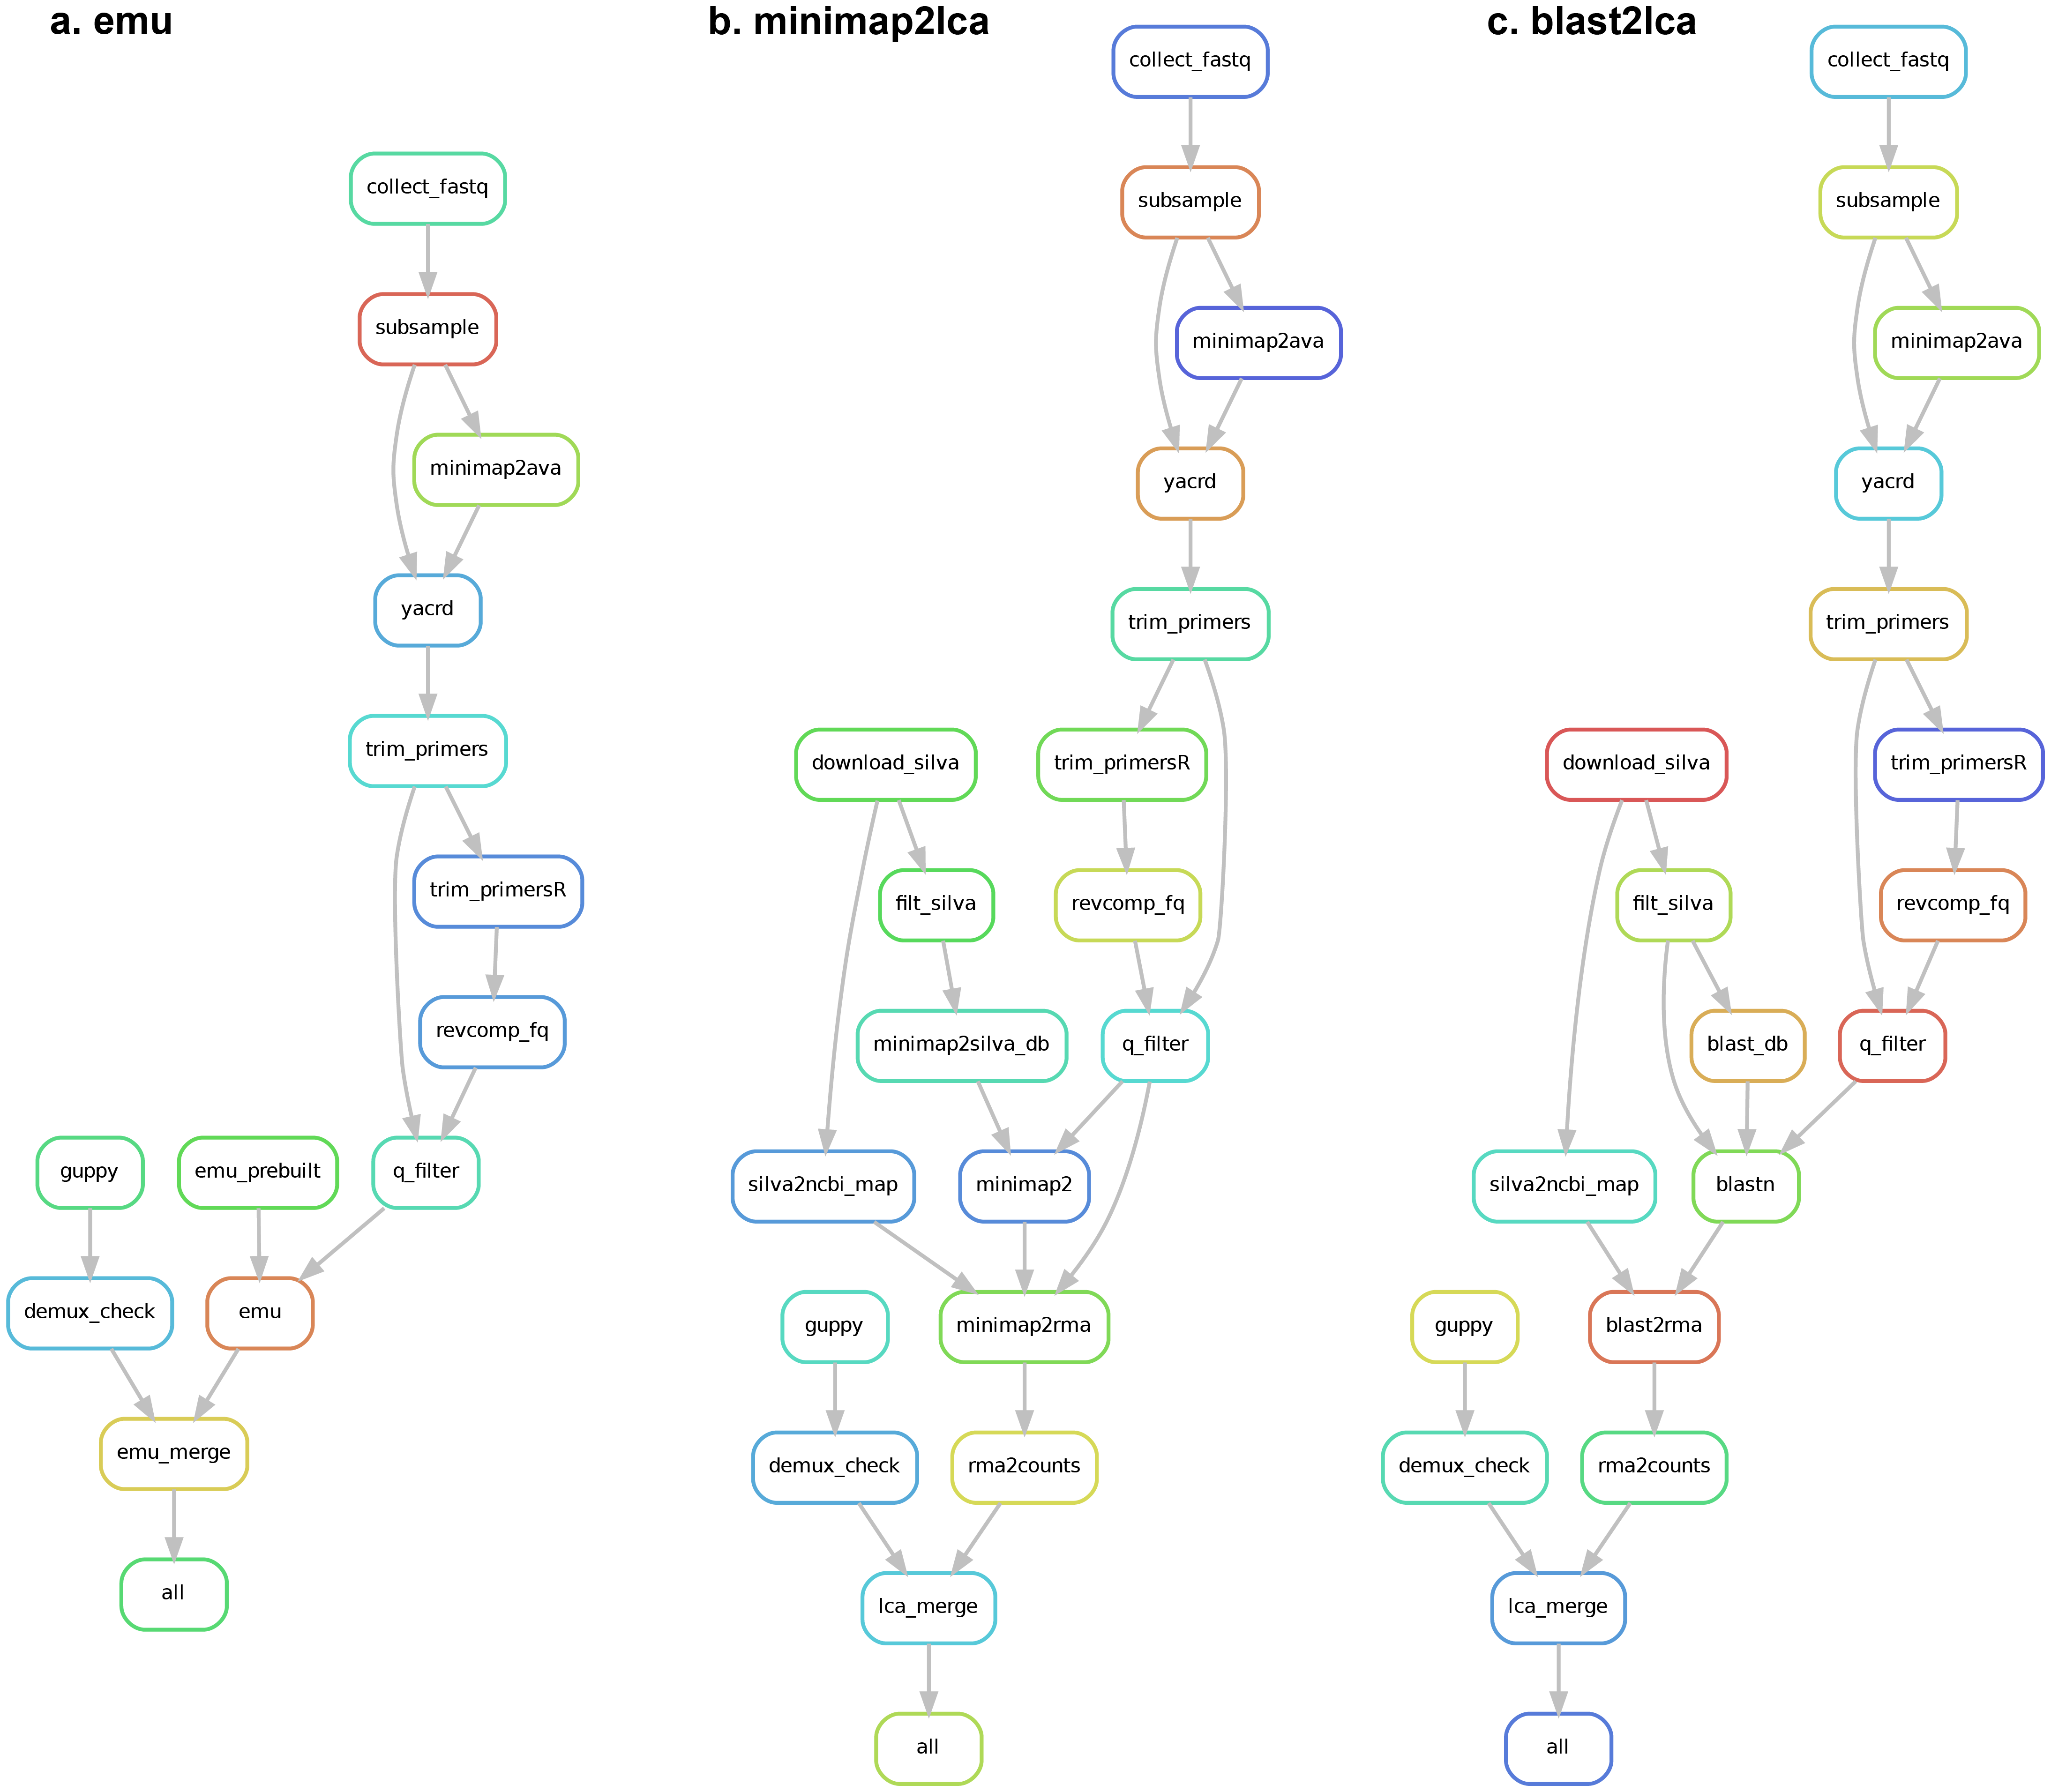 a. emu
collect_fastq
subsample
minimap2ava
yacrd
trim_primers
trim_primersR
revcomp_fq
guppy
emu_prebuilt
q_filter
demux_check
emu
emu_merge
all
b. minimap2lca
collect_fastq
subsample
minimap2ava
yacrd
trim_primers
download_silva
trim_primersR
filt_silva
revcomp_fq
minimap2silva_db
q_filter
silva2ncbi_map
minimap2
guppy
minimap2rma
demux_check
rma2counts
lca_merge
all
c. blast2lca
collect_fastq
subsample
minimap2ava
yacrd
trim_primers
download_silva
trim_primersR
filt_silva
revcomp_fq
blast_db
q_filter
silva2ncbi_map
blastn
guppy
blast2rma
demux_check
rma2counts
lca_merge
all